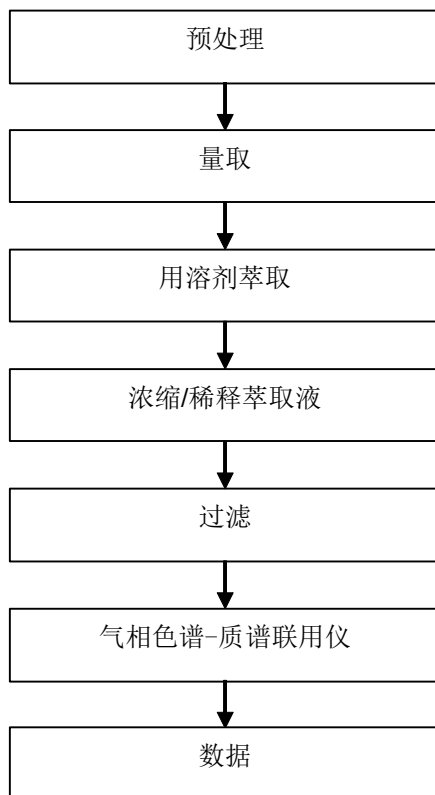 预处理
量取
用溶剂萃取
浓缩/稀释萃取液
过滤
气相色谱-质谱联用仪
数据